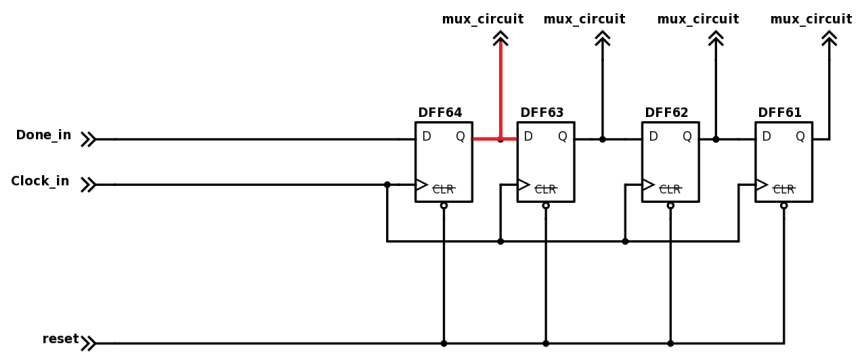 mux_circuit mux_circuit mux_circuit mux_circuit
DFF64 DFF63 DFF62 DFF61
Done_in D Q D Q D Q D Q
Clock_in CLR CLR CLR CLR
reset